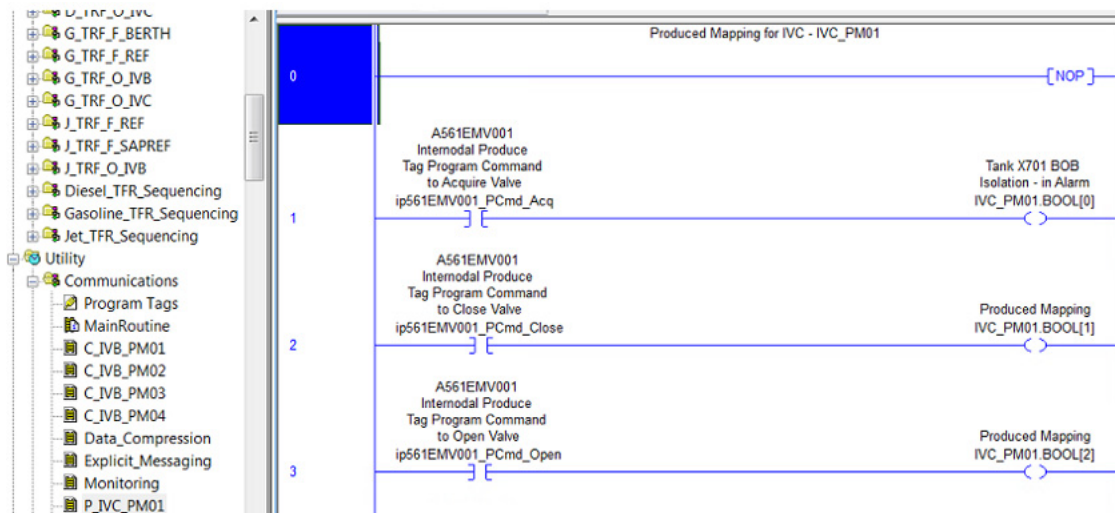 D_TRF_O_IVC
G_TRF_F_BERTH
G_TRF_F_REF
G_TRF_O_IVB
G_TRF_O_IVC
J_TRF_F_REF
J_TRF_F_SAPREF
J_TRF_O_IVB
Diesel_TFR_Sequencing
Gasoline_TFR_Sequencing
Jet_TFR_Sequencing
Utility
Communications
Program Tags
MainRoutine
C_IVB_PM01
C_IVB_PM02
C_IVB_PM03
C_IVB_PM04
Data_Compression
Explicit_Messaging
Monitoring
P_IVC_PM01
Produced Mapping for IVC - IVC_PM01
0
NOP
A561EMV001
Internodal Produce
Tag Program Command
to Acquire Valve
ip561EMV001_PCmd_Acq
Tank X701 BOB
Isolation - in Alarm
IVC_PM01.BOOL[0]
1
A561EMV001
Internodal Produce
Tag Program Command
to Close Valve
ip561EMV001_PCmd_Close
Produced Mapping
IVC_PM01.BOOL[1]
2
A561EMV001
Internodal Produce
Tag Program Command
to Open Valve
ip561EMV001_PCmd_Open
Produced Mapping
IVC_PM01.BOOL[2]
3